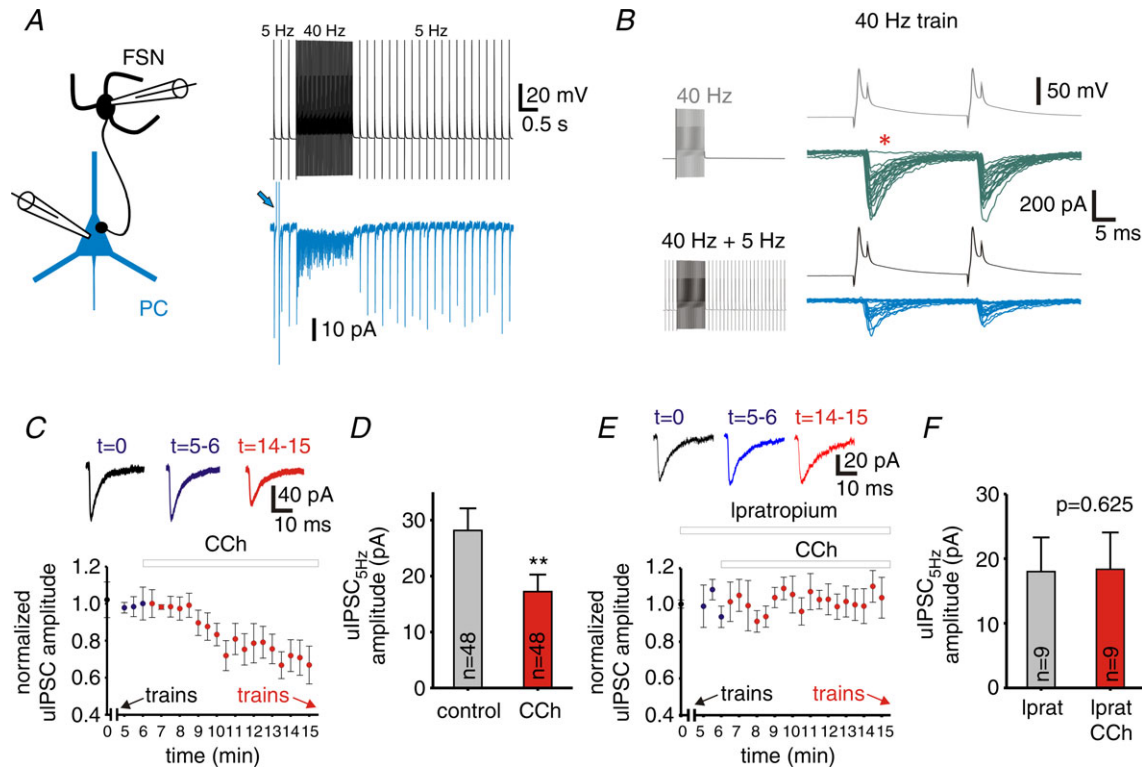 A
FSN
PC
5 Hz 40 Hz 5 Hz
20 mV
0.5 s
10 pA
B
40 Hz train
40 Hz
50 mV
*
200 pA
5 ms
40 Hz + 5 Hz
C
t=0 t=5-6 t=14-15
40 pA
10 ms
CCh
normalized
uIPSC amplitude
1.2
1.0
0.8
0.6
0.4
trains trains
0 5 6 7 8 9 10 11 12 13 14 15
time (min)
D
uIPSC5Hz
amplitude (pA)
30
20
10
0
**
n=48 n=48
control CCh
E
t=0 t=5-6 t=14-15
20 pA
10 ms
Ipratropium
CCh
normalized
uIPSC amplitude
1.2
1.0
0.8
0.6
0.4
trains trains
0 5 6 7 8 9 10 11 12 13 14 15
time (min)
F
uIPSC5Hz
amplitude (pA)
30
20
10
0
p=0.625
n=9 n=9
Iprat Iprat
CCh